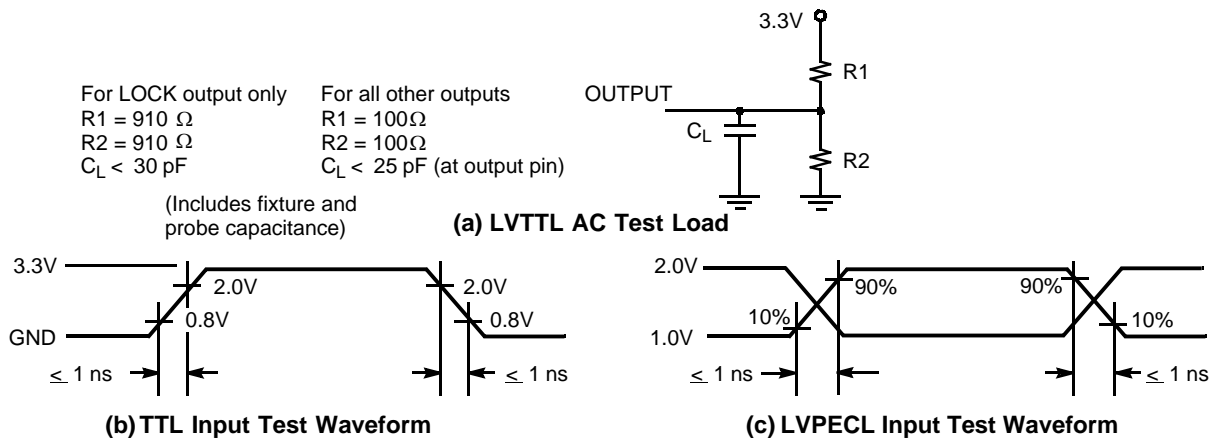 3.3V
R1
For LOCK output only
R1 = 910 Ω
R2 = 910 Ω
C_L < 30 pF
For all other outputs
R1 = 100Ω
R2 = 100Ω
C_L < 25 pF (at output pin)
(Includes fixture and
probe capacitance)
OUTPUT
C_L
R2
(a) LVTTL AC Test Load
3.3V
2.0V
0.8V
2.0V
0.8V
GND
≤ 1 ns
≤ 1 ns
(b) TTL Input Test Waveform
2.0V
90%
90%
10%
10%
1.0V
≤ 1 ns
≤ 1 ns
(c) LVPECL Input Test Waveform